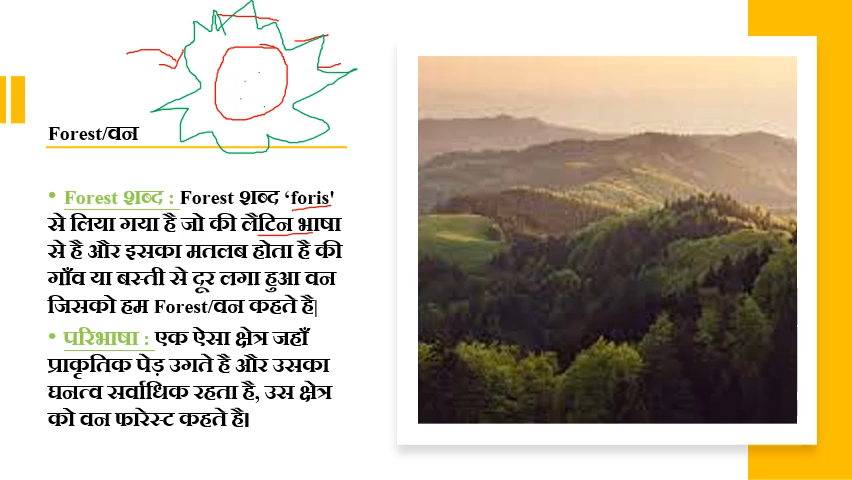 Forest/वन
• Forest शब्द : Forest शब्द ‘foris'
से लिया गया है जो की लैटिन भाषा
से है और इसका मतलब होता है की
गाँव या बस्ती से दूर लगा हुआ वन
जिसको हम Forest/वन कहते है|
• परिभाषा : एक ऐसा क्षेत्र जहाँ
प्राकृतिक पेड़ उगते है और उसका
घनत्व सर्वाधिक रहता है, उस क्षेत्र
को वन फारेस्ट कहते है।